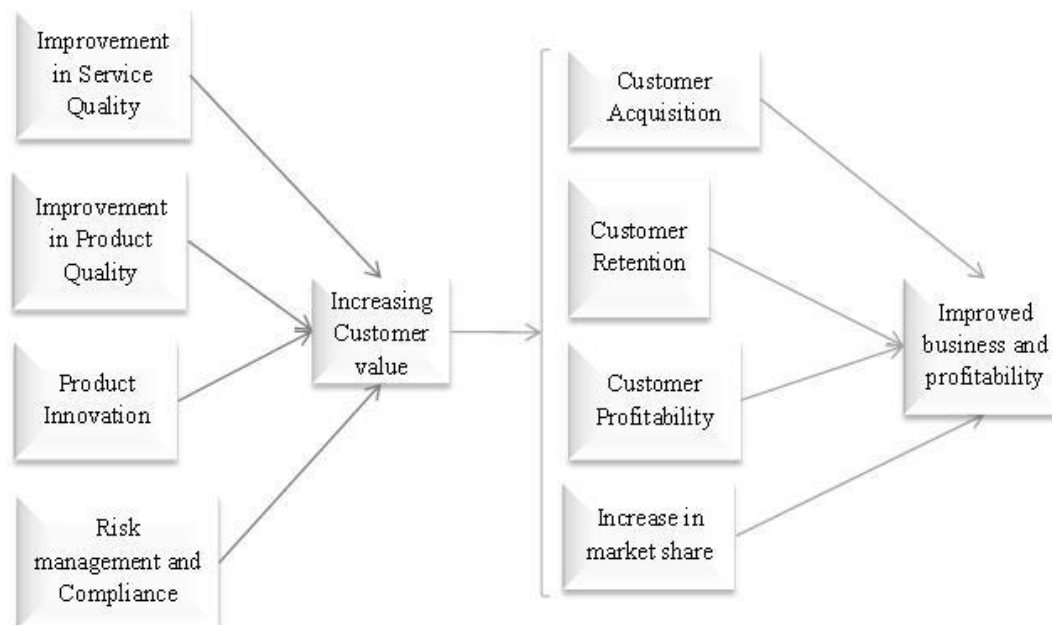 Improvement
in Service
Quality
Improvement
in Product
Quality
Product
Innovation
Risk
management and
Compliance
Increasing
Customer
value
Customer
Acquisition
Customer
Retention
Customer
Profitability
Increase in
market share
Improved
business and
profitability